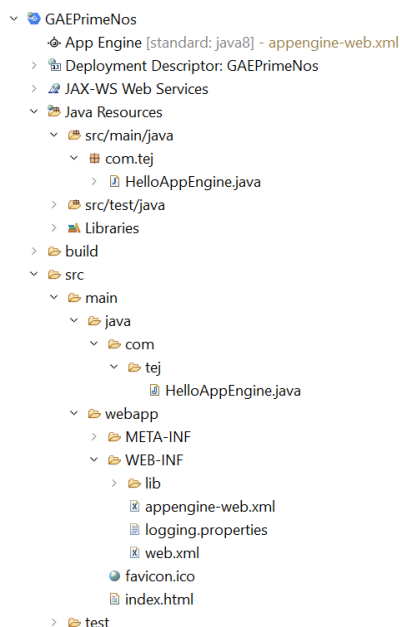 GAEPrimeNos
App Engine [standard: java8] - appengine-web.xml
Deployment Descriptor: GAEPrimeNos
JAX-WS Web Services
Java Resources
src/main/java
com.tej
HelloAppEngine.java
src/test/java
Libraries
build
src
main
java
com
tej
HelloAppEngine.java
webapp
META-INF
WEB-INF
lib
appengine-web.xml
logging.properties
web.xml
favicon.ico
index.html
test